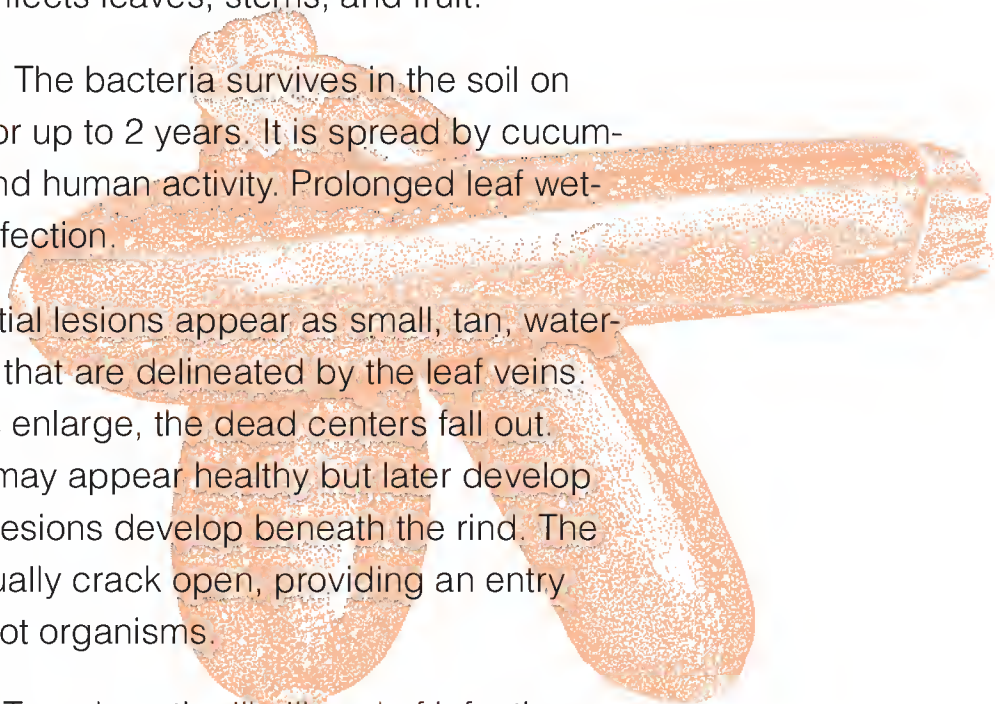 nfects leaves, stems, and fruit.
The bacteria survives in the soil on
or up to 2 years. It is spread by cucum-
nd human activity. Prolonged leaf wet-
fection.
tial lesions appear as small, tan, water-
that are delineated by the leaf veins.
enlarge, the dead centers fall out.
may appear healthy but later develop
esions develop beneath the rind. The
ually crack open, providing an entry
ot organisms.